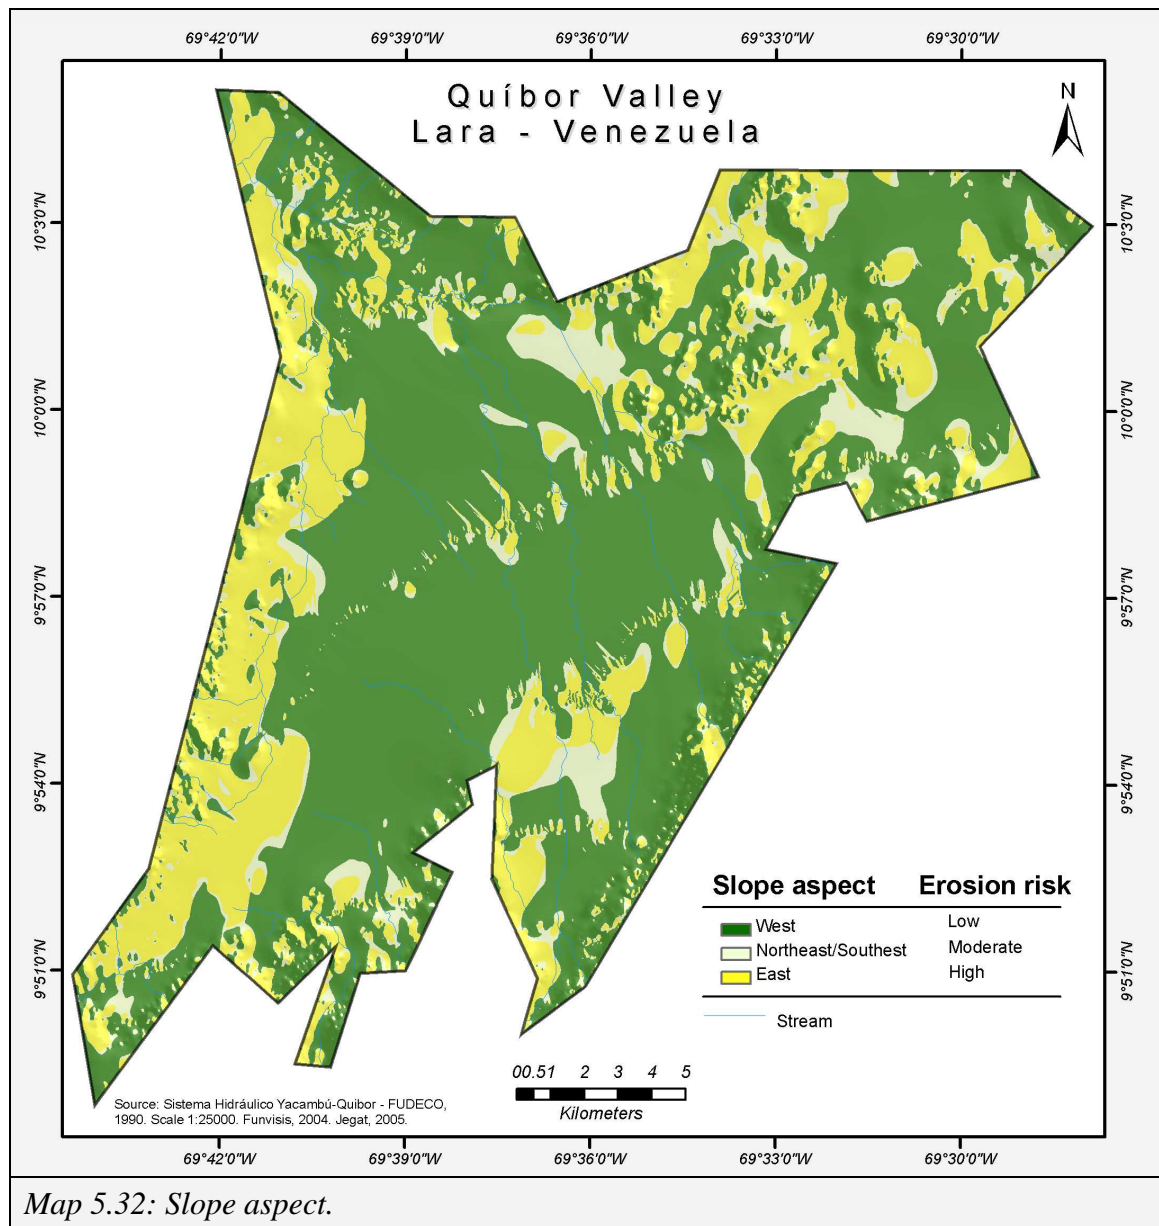 69°42'0"W 69°39'0"W 69°36'0"W 69°33'0"W 69°30'0"W
Quíbor Valley
Lara - Venezuela
N
10°3'0"N 10°3'0"N
10°0'0"N 10°0'0"N
9°57'0"N 9°57'0"N
9°54'0"N 9°54'0"N
Slope aspect Erosion risk
West Low
Northeast/Southest Moderate
East High
9°51'0"N 9°51'0"N
Stream
00.51 2 3 4 5
Kilometers
Source: Sistema Hidráulico Yacambú-Quibor - FUDECO,
1990. Scale 1:25000. Funvisis, 2004. Jegat, 2005.
69°42'0"W 69°39'0"W 69°36'0"W 69°33'0"W 69°30'0"W
Map 5.32: Slope aspect.